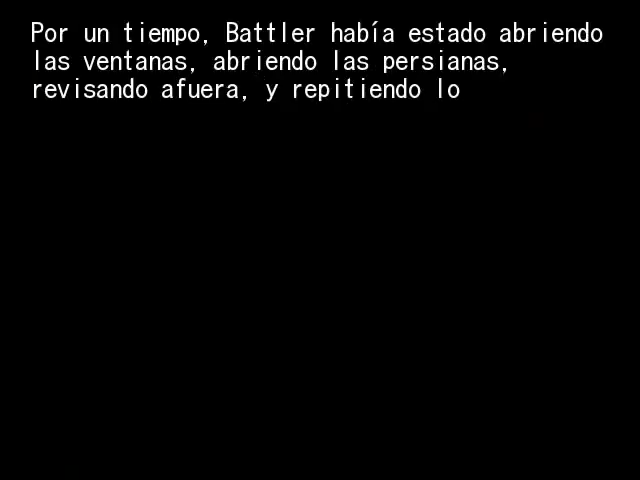 Por un tiempo, Battler había estado abriendo
las ventanas, abriendo las persianas,
revisando afuera, y repitiendo lo